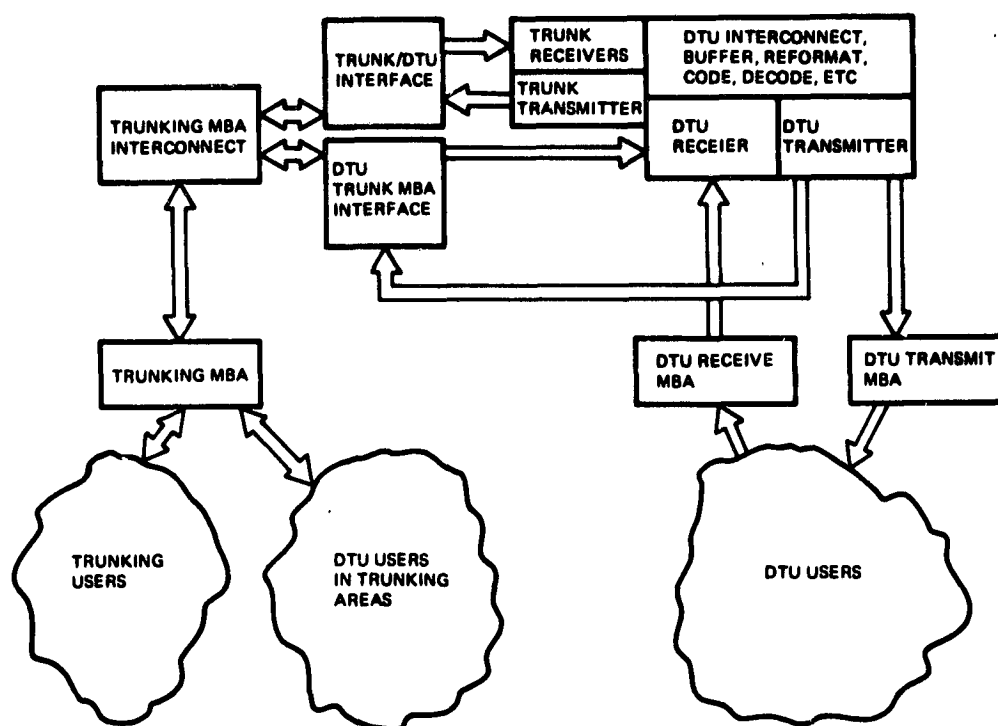 TRUNK/DTU
INTERFACE
TRUNK
RECEIVERS
DTU INTERCONNECT,
BUFFER, REFORMAT,
CODE, DECODE, ETC
TRUNK
TRANSMITTER
TRUNKING MBA
INTERCONNECT
DTU
RECEIER
DTU
TRANSMITTER
DTU
TRUNK MBA
INTERFACE
TRUNKING MBA
DTU RECEIVE
MBA
DTU TRANSMIT
MBA
TRUNKING
USERS
DTU USERS
IN TRUNKING
AREAS
DTU USERS